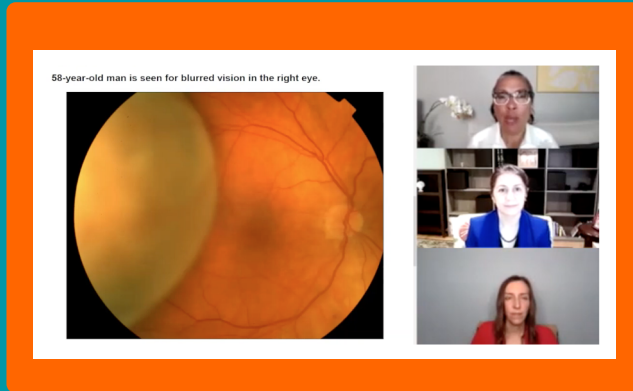 58-year-old man is seen for blurred vision in the right eye.